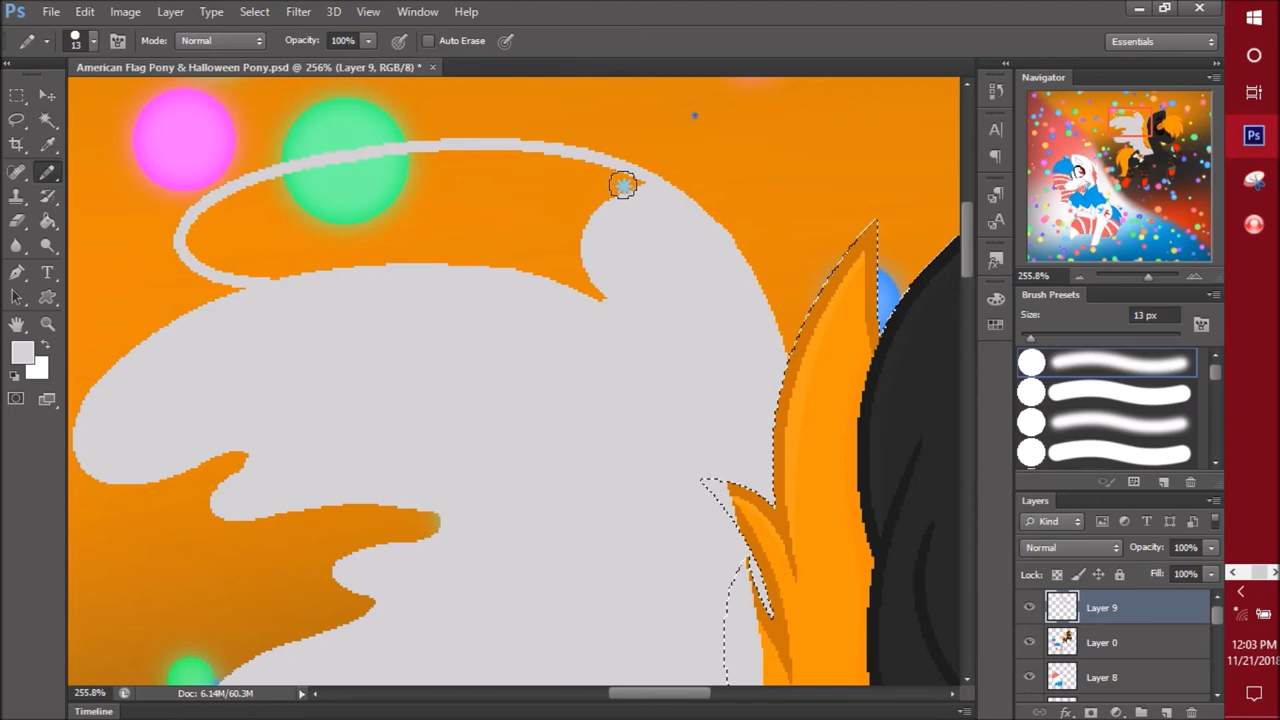 Ps File Edit Image Layer Type Select Filter 3D View Window Help
13 Mode: Normal Opacity: 100% Auto Erase Essentials
American Flag Pony & Halloween Pony.psd @ 256% (Layer 9, RGB/8) * ×
Navigator
255.8%
Brush Presets
Size: 13 px
Layers
Kind
Normal Opacity: 100%
Lock: Fill: 100%
Layer 9
Layer 0
Layer 8
255.8% Doc: 6.14M/60.3M
Timeline
Ps
12:03 PM
11/21/2018